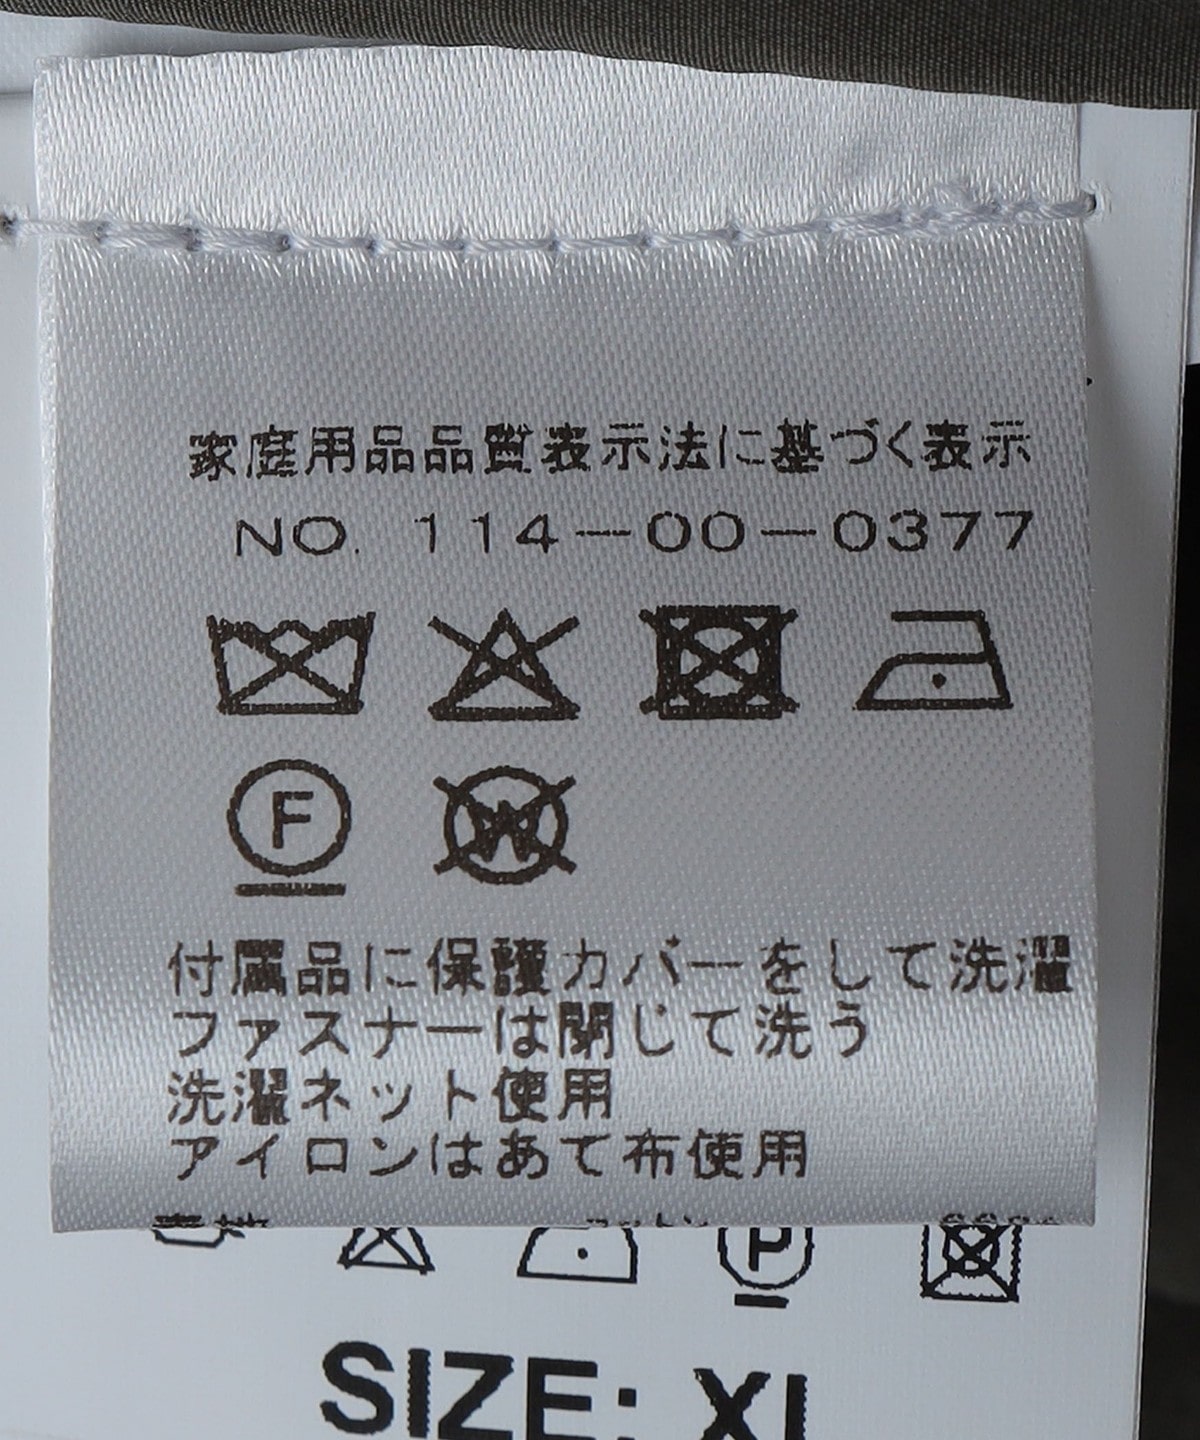 家庭用品品質表示法に基づく表示
NO. 114-00-0377
F W
付属品に保護カバーをして洗濯
ファスナーは閉じて洗う
洗濯ネット使用
アイロンはあて布使用
P
SIZE: XL